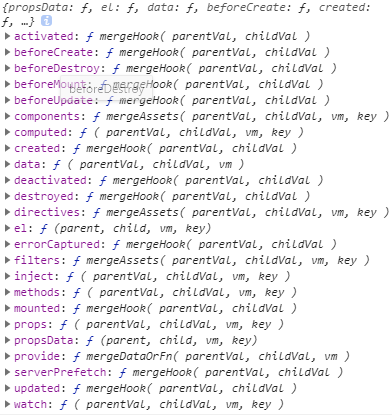 {propsData: ƒ, el: ƒ, data: ƒ, beforeCreate: ƒ, created:
ƒ, …} i
▶ activated: ƒ mergeHook( parentVal, childVal )
▶ beforeCreate: ƒ mergeHook( parentVal, childVal )
▶ beforeDestroy: ƒ mergeHook( parentVal, childVal )
▶ beforeMount: ƒ mergeHook( parentVal, childVal )
beforeDestroy
▶ beforeUpdate: ƒ mergeHook( parentVal, childVal )
▶ components: ƒ mergeAssets( parentVal, childVal, vm, key )
▶ computed: ƒ ( parentVal, childVal, vm, key )
▶ created: ƒ mergeHook( parentVal, childVal )
▶ data: ƒ ( parentVal, childVal, vm )
▶ deactivated: ƒ mergeHook( parentVal, childVal )
▶ destroyed: ƒ mergeHook( parentVal, childVal )
▶ directives: ƒ mergeAssets( parentVal, childVal, vm, key )
▶ el: ƒ (parent, child, vm, key)
▶ errorCaptured: ƒ mergeHook( parentVal, childVal )
▶ filters: ƒ mergeAssets( parentVal, childVal, vm, key )
▶ inject: ƒ ( parentVal, childVal, vm, key )
▶ methods: ƒ ( parentVal, childVal, vm, key )
▶ mounted: ƒ mergeHook( parentVal, childVal )
▶ props: ƒ ( parentVal, childVal, vm, key )
▶ propsData: ƒ (parent, child, vm, key)
▶ provide: ƒ mergeDataOrFn( parentVal, childVal, vm )
▶ serverPrefetch: ƒ mergeHook( parentVal, childVal )
▶ updated: ƒ mergeHook( parentVal, childVal )
▶ watch: ƒ ( parentVal, childVal, vm, key )